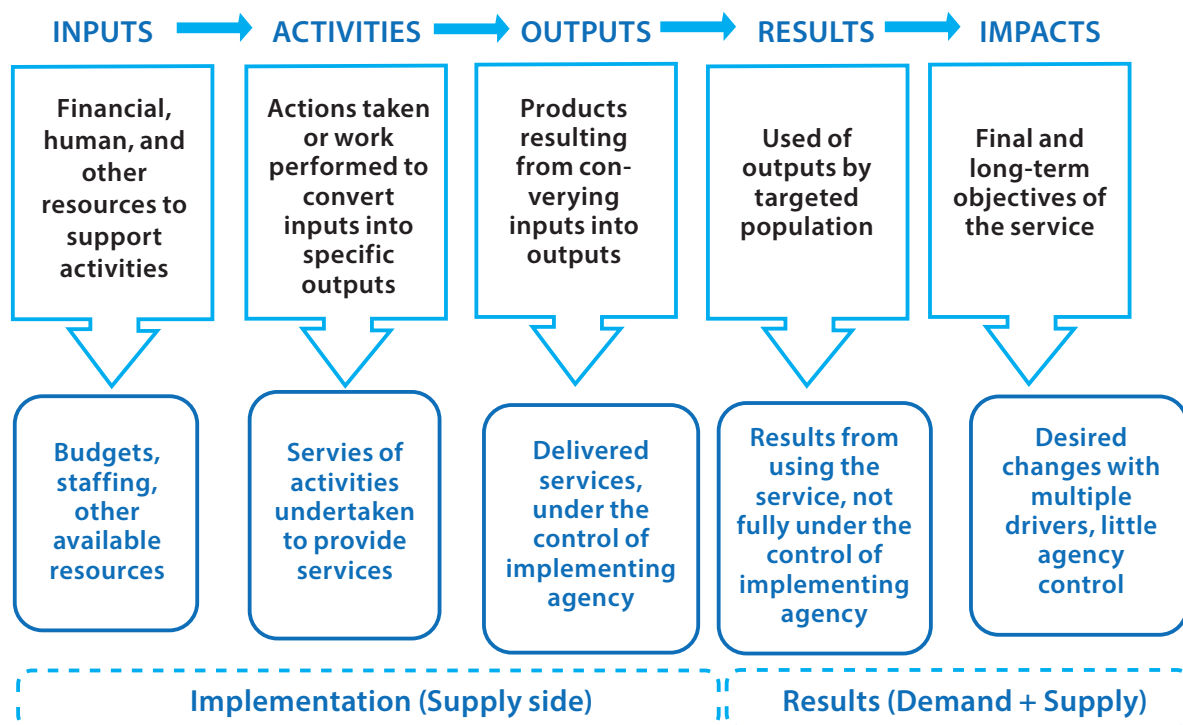 INPUTS
ACTIVITIES
OUTPUTS
RESULTS
IMPACTS
Financial,
human, and
other
resources to
support
activities
Actions taken
or work
performed to
convert
inputs into
specific
outputs
Products
resulting
from con-
verying
inputs into
outputs
Used of
outputs by
targeted
population
Final and
long-term
objectives of
the service
Budgets,
staffing,
other
available
resources
Servies of
activities
undertaken
to provide
services
Delivered
services,
under the
control of
implementing
agency
Results from
using the
service, not
fully under the
control of
implementing
agency
Desired
changes with
multiple
drivers, little
agency
control
Implementation (Supply side)
Results (Demand + Supply)